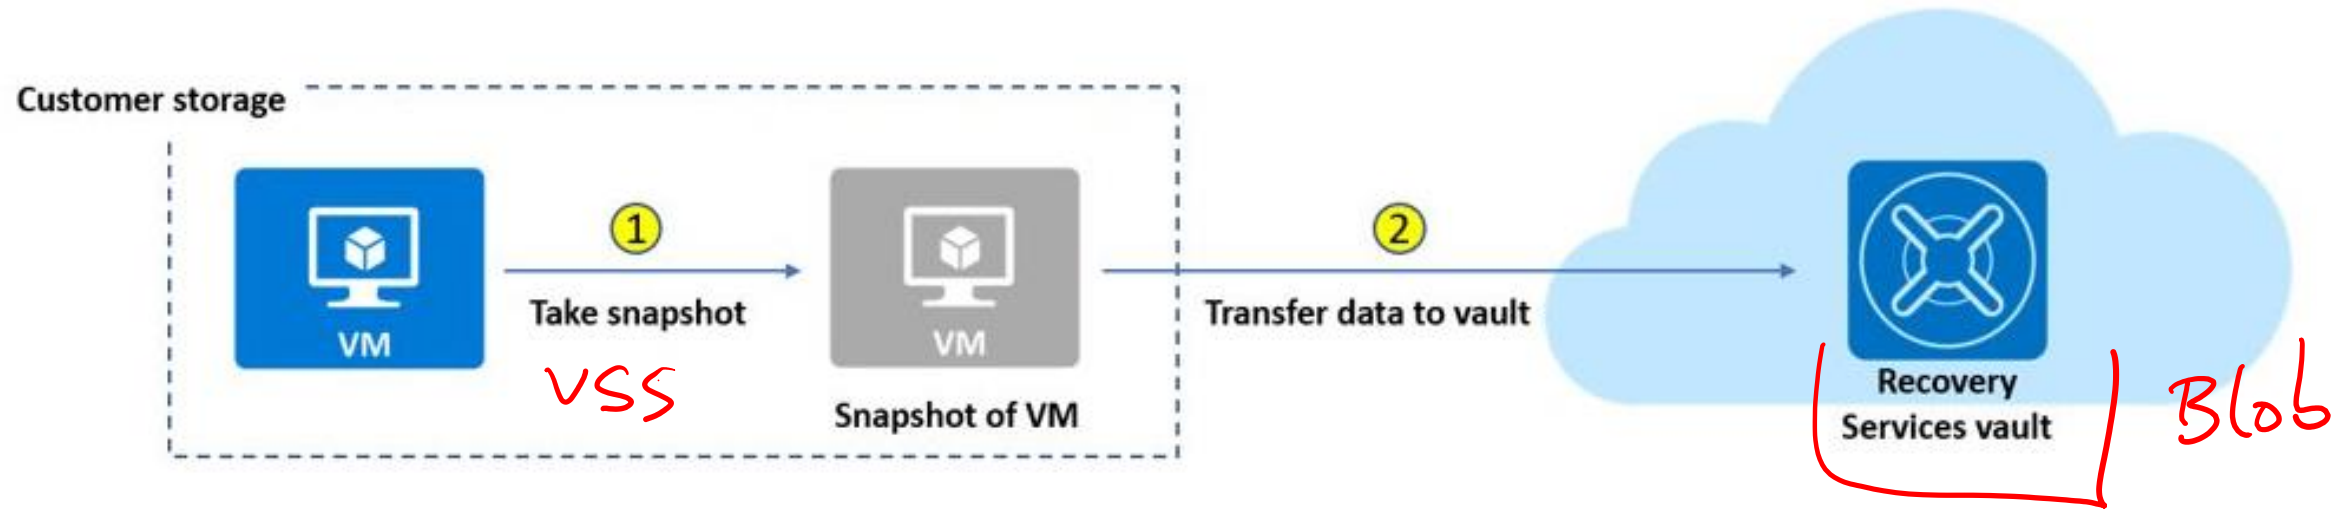 Customer storage
1
2
Take snapshot
Transfer data to vault
VM
VM
VSS
Snapshot of VM
Recovery
Services vault
Blob